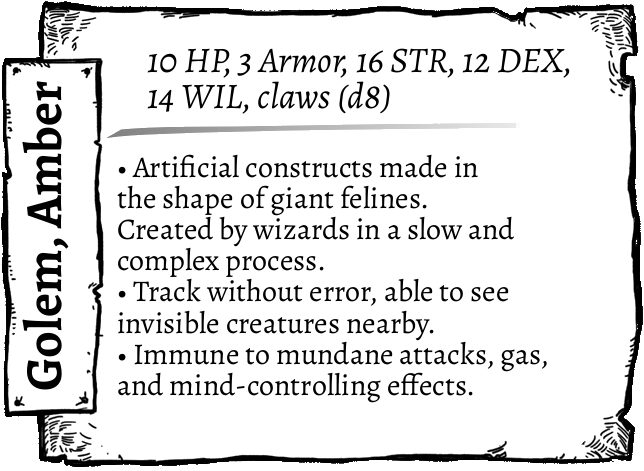 Golem, Amber
10 HP, 3 Armor, 16 STR, 12 DEX,
14 WIL, claws (d8)
• Artificial constructs made in
the shape of giant felines.
Created by wizards in a slow and
complex process.
• Track without error, able to see
invisible creatures nearby.
• Immune to mundane attacks, gas,
and mind-controlling effects.